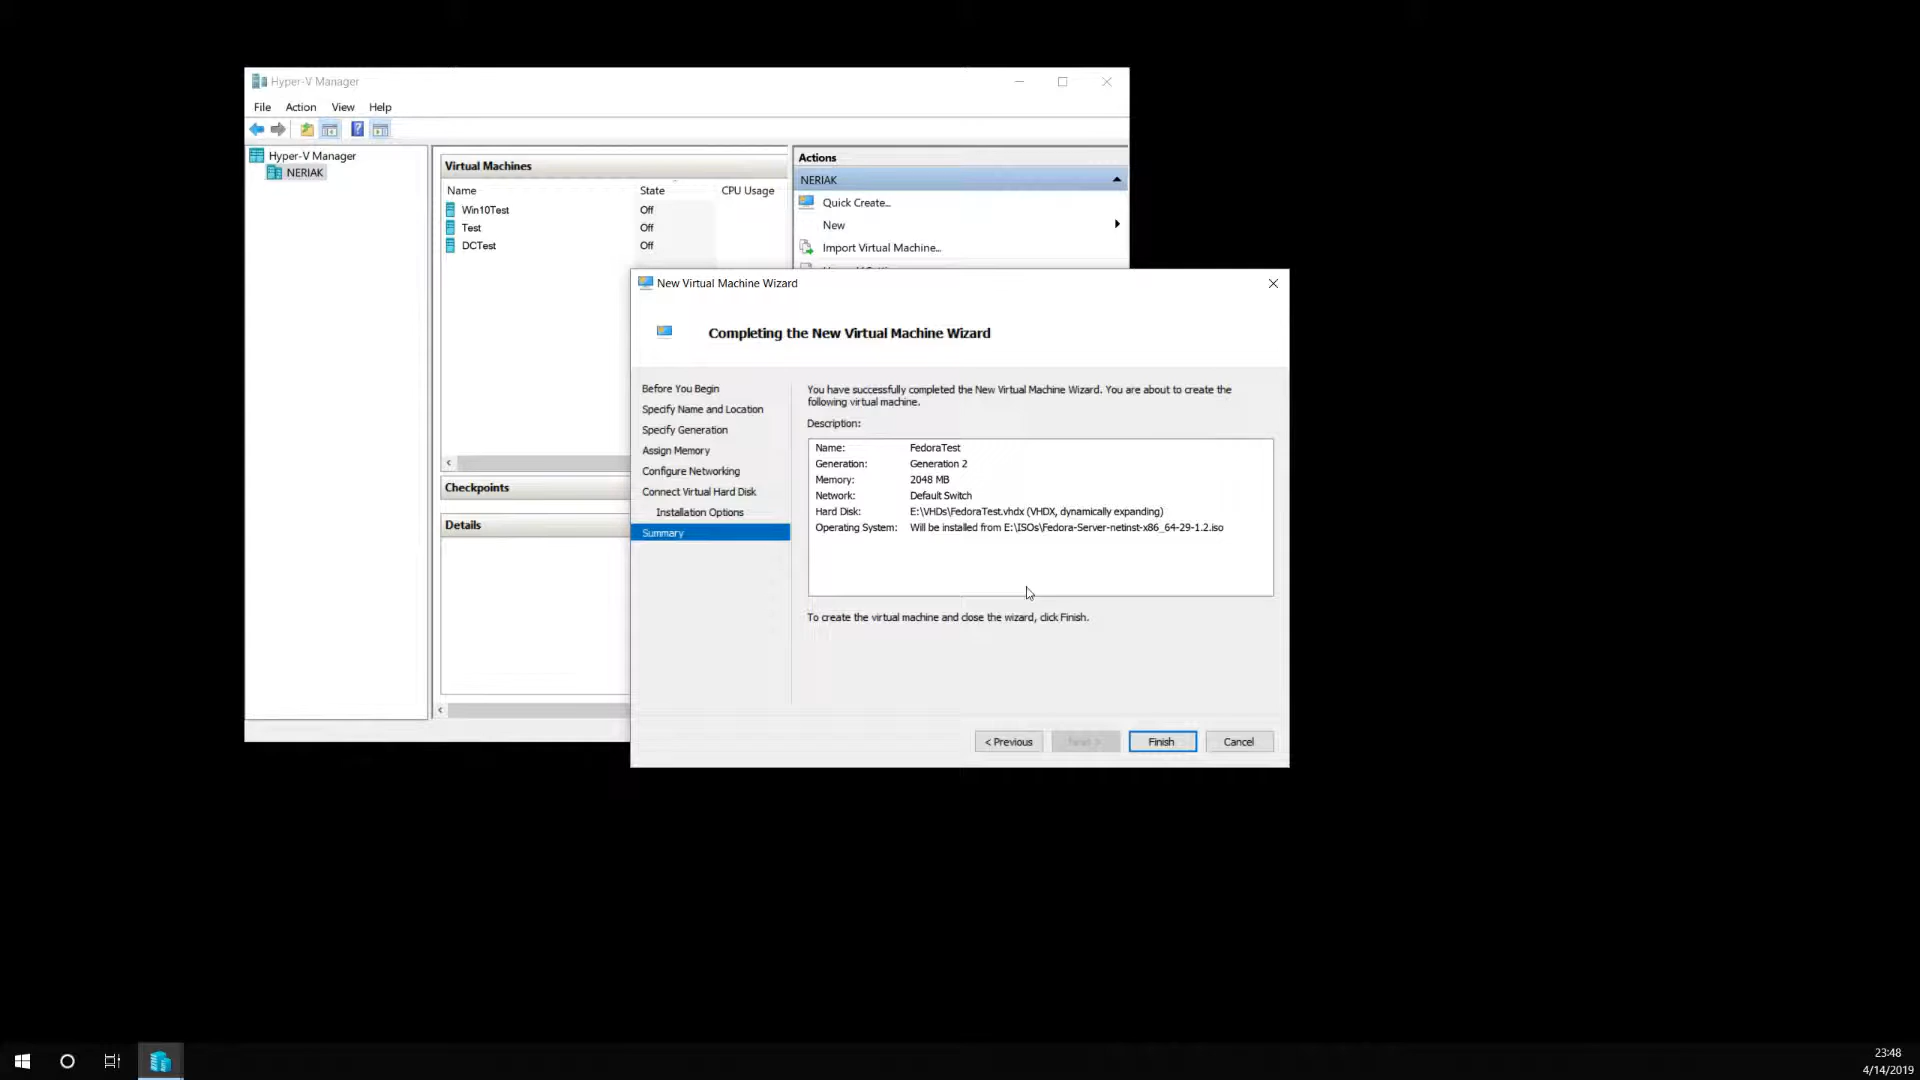 Hyper-V Manager
File Action View Help
Hyper-V Manager
NERIAK
Virtual Machines
Name State CPU Usage
Win10Test Off
Test Off
DCTest Off
Checkpoints
Details
Actions
NERIAK
Quick Create...
New
Import Virtual Machine...
New Virtual Machine Wizard
Completing the New Virtual Machine Wizard
Before You Begin
Specify Name and Location
Specify Generation
Assign Memory
Configure Networking
Connect Virtual Hard Disk
Installation Options
Summary
You have successfully completed the New Virtual Machine Wizard. You are about to create the
following virtual machine.
Description:
Name: FedoraTest
Generation: Generation 2
Memory: 2048 MB
Network: Default Switch
Hard Disk: E:\VHDs\FedoraTest.vhdx (VHDX, dynamically expanding)
Operating System: Will be installed from E:\ISOs\Fedora-Server-netinst-x86_64-29-1.2.iso
To create the virtual machine and close the wizard, click Finish.
< Previous Next > Finish Cancel
23:48
4/14/2019